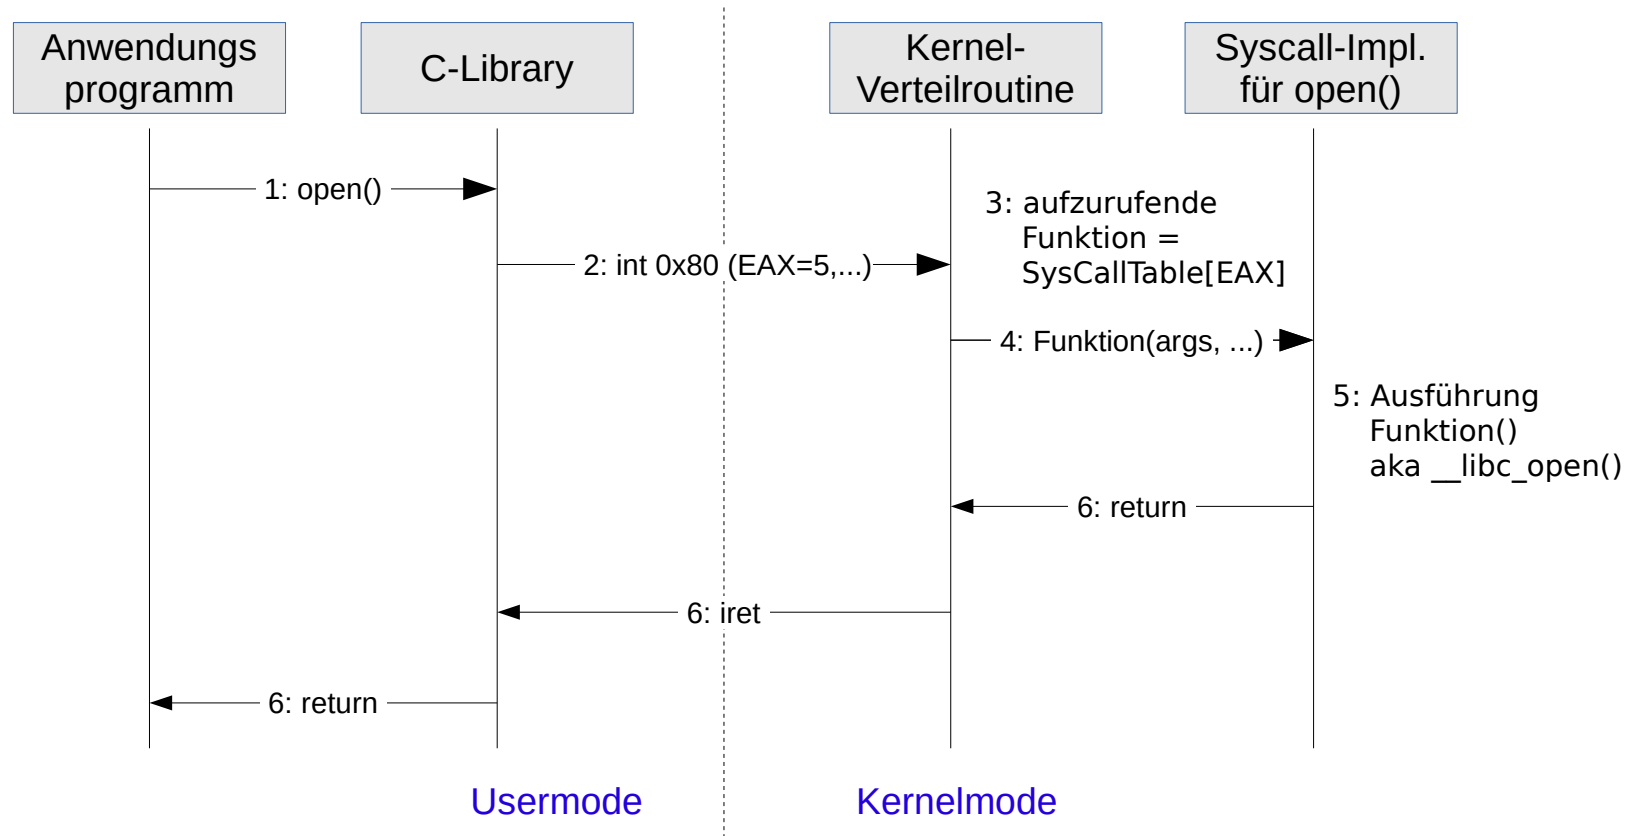 Anwendungs
programm
C-Library
Kernel-
Verteilroutine
Syscall-Impl.
für open()
1: open()
2: int 0x80 (EAX=5,...)
3: aufzurufende
Funktion =
SysCallTable[EAX]
4: Funktion(args, ...)
5: Ausführung
Funktion()
aka __libc_open()
6: return
6: iret
6: return
Usermode
Kernelmode